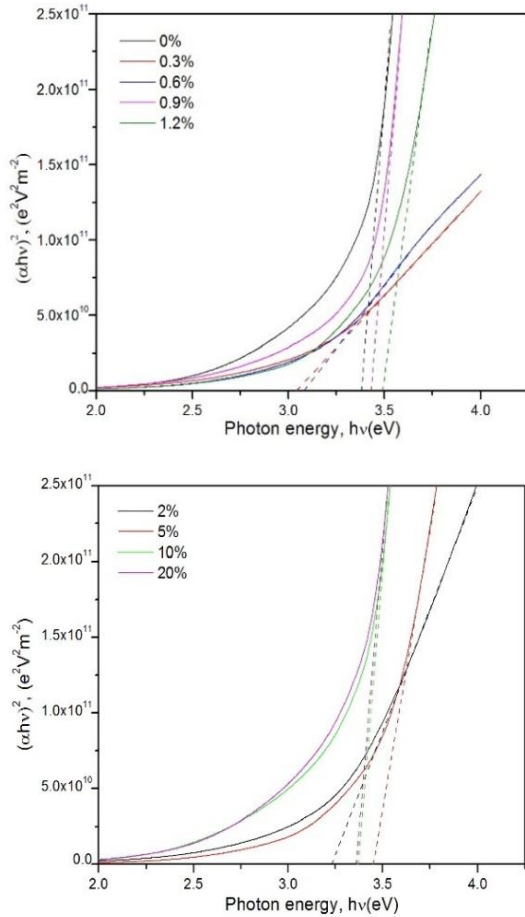 2.5x10¹¹
2.0x10¹¹
1.5x10¹¹
1.0x10¹¹
5.0x10¹⁰
0.0
(αhν)², (e²V²m⁻²)
0%
0.3%
0.6%
0.9%
1.2%
2.0 2.5 3.0 3.5 4.0
Photon energy, hν(eV)
2.5x10¹¹
2.0x10¹¹
1.5x10¹¹
1.0x10¹¹
5.0x10¹⁰
0.0
(αhν)², (e²V²m⁻²)
2%
5%
10%
20%
2.0 2.5 3.0 3.5 4.0
Photon energy, hν(eV)